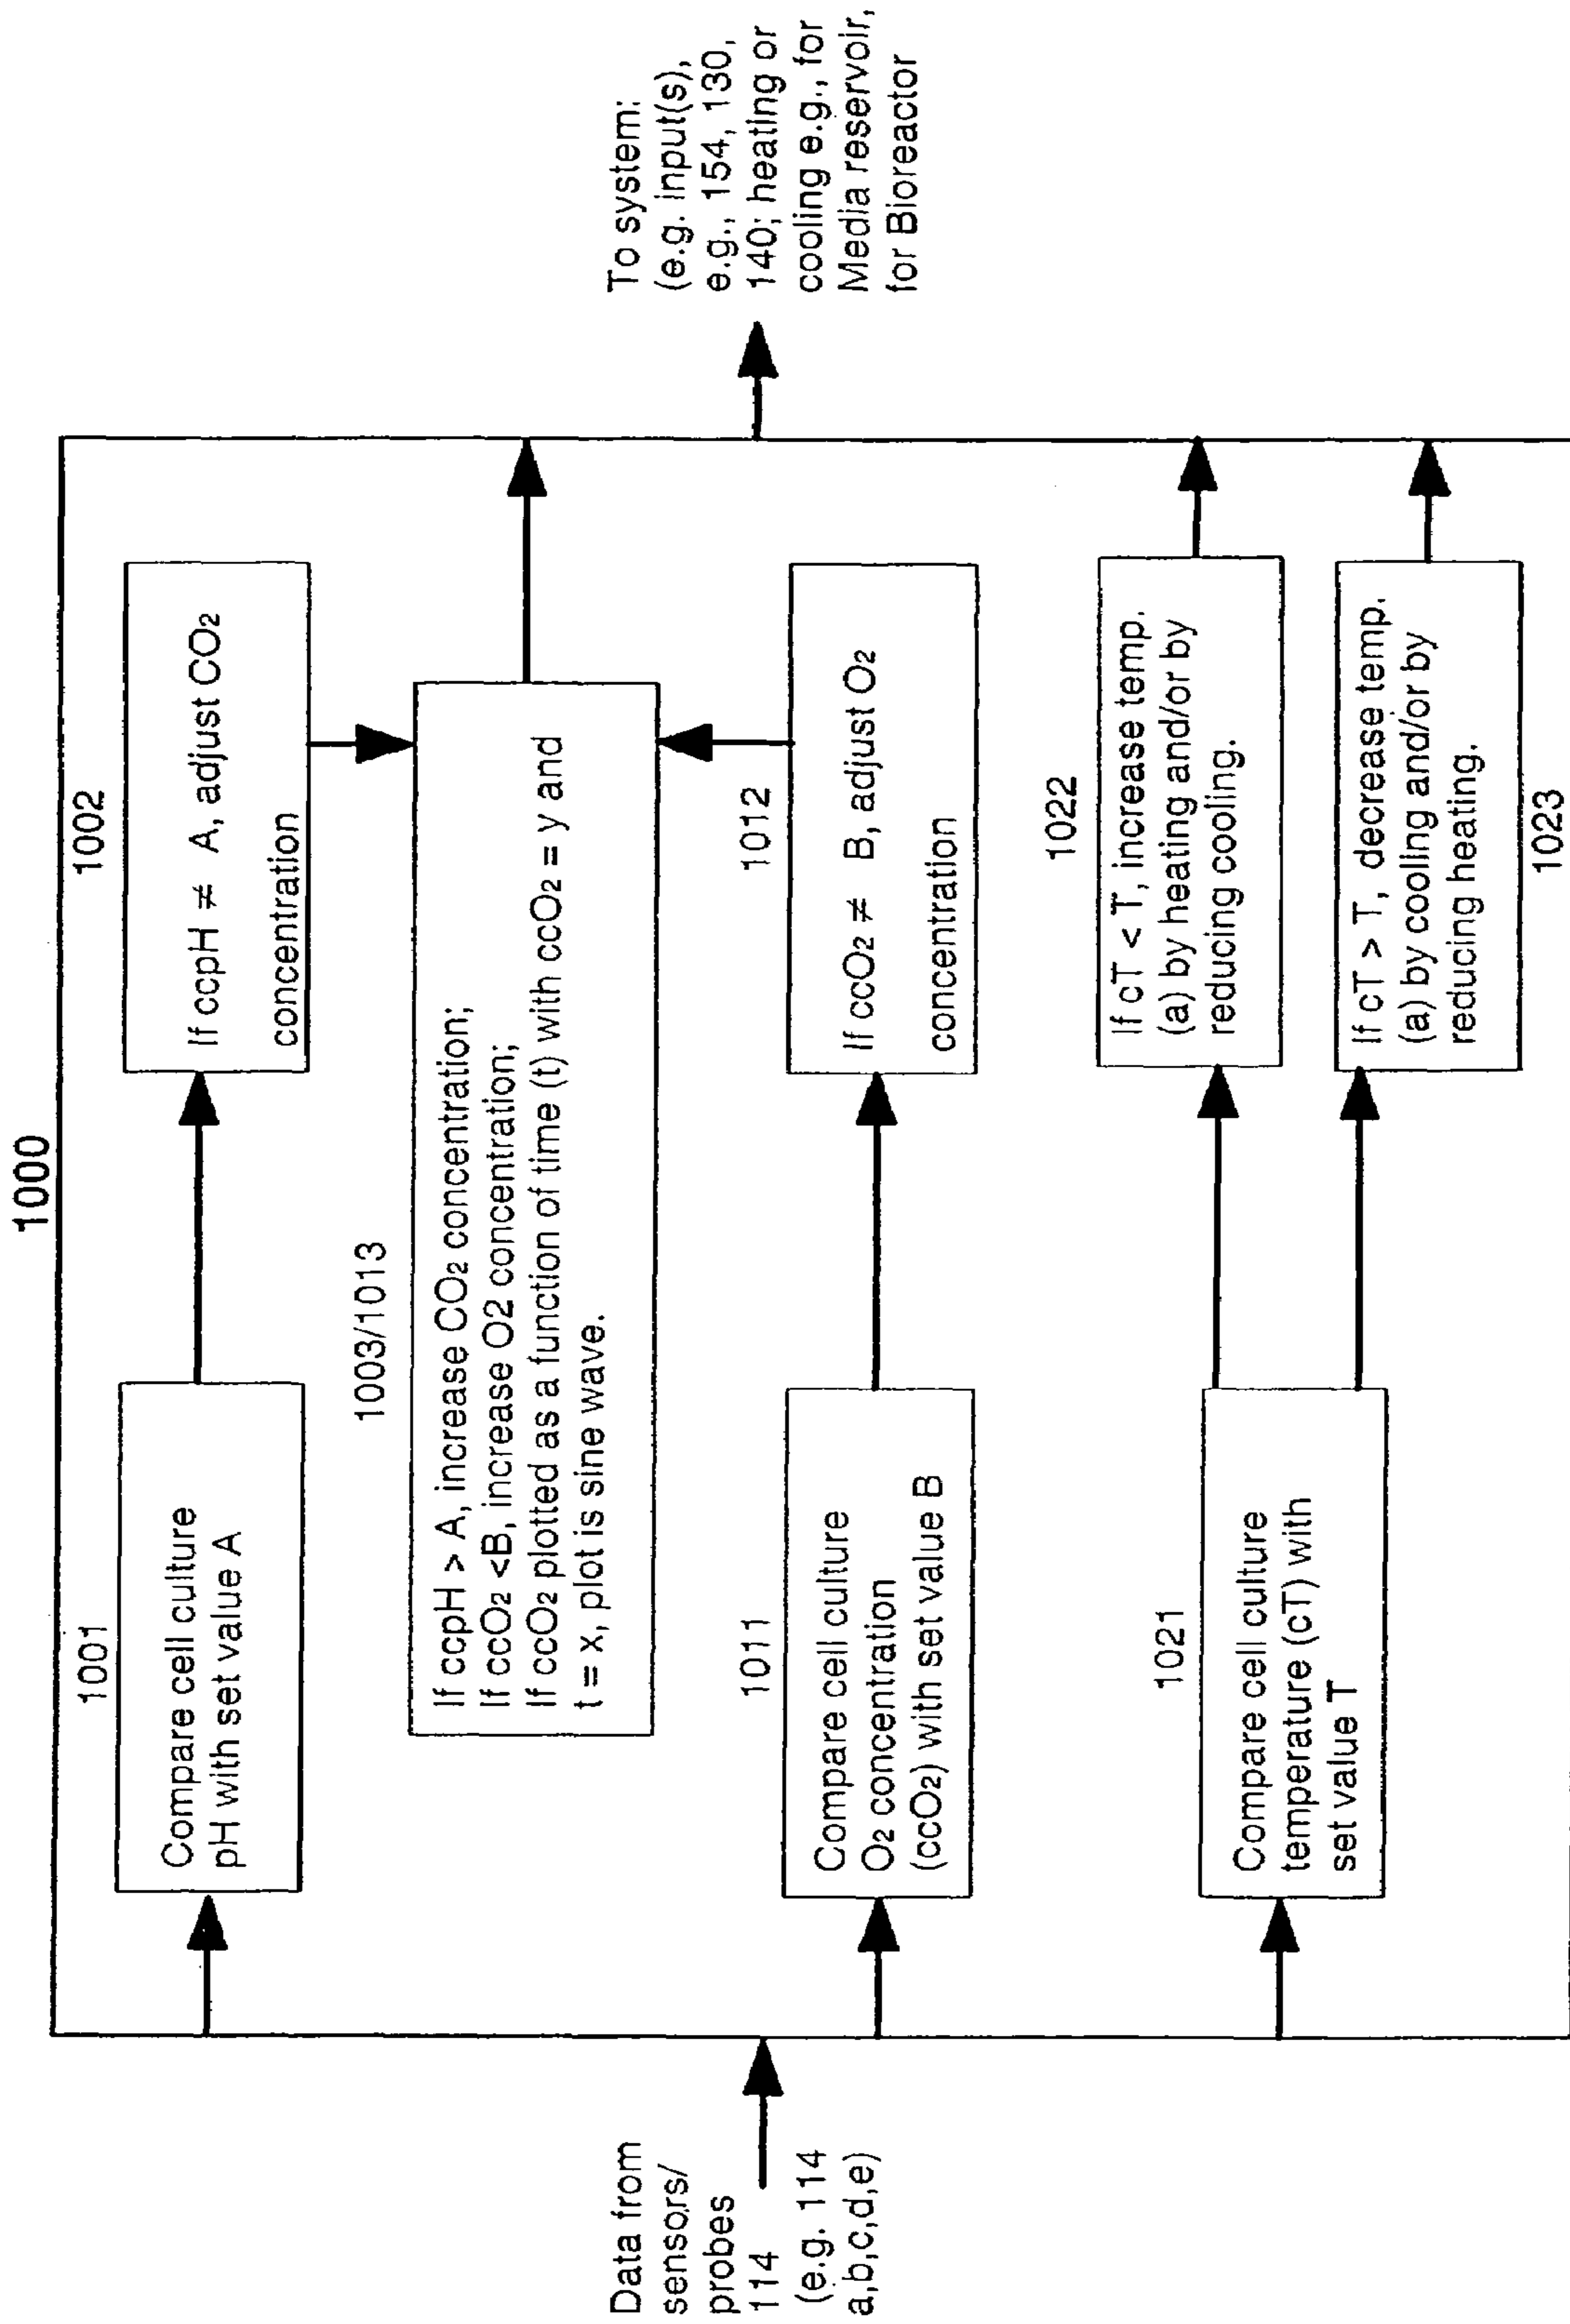 1000
Data from
sensors/
probes
114
(e.g. 114
a,b,c,d,e)
1001
Compare cell culture
pH with set value A
1002
If ccpH ≠ A, adjust CO₂
concentration
1003/1013
If ccpH > A, increase CO₂ concentration;
If ccO₂ <B, increase O2 concentration;
If ccO₂ plotted as a function of time (t) with ccO₂ = y and
t = x, plot is sine wave.
1011
Compare cell culture
O₂ concentration
(ccO₂) with set value B
1012
If ccO₂ ≠ B, adjust O₂
concentration
1021
Compare cell culture
temperature (cT) with
set value T
1022
If cT < T, increase temp.
(a) by heating and/or by
reducing cooling.
If cT > T, decrease temp.
(a) by cooling and/or by
reducing heating.
1023
To system:
(e.g. input(s),
e.g., 154, 130,
140; heating or
cooling e.g., for
Media reservoir,
for Bioreactor